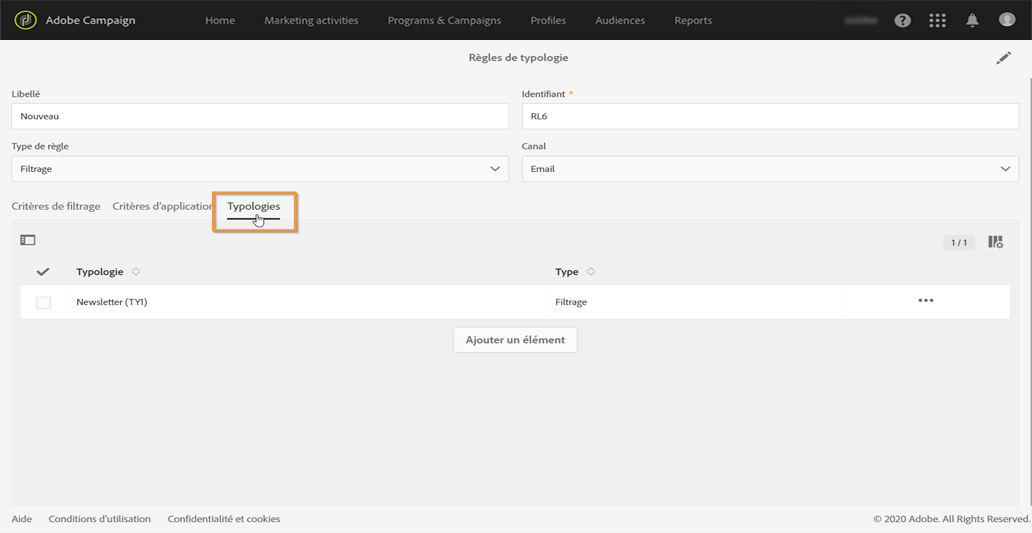 Adobe Campaign Home Marketing activities Programs & Campaigns Profiles Audiences Reports ?
Règles de typologie
Libellé Identifiant *
Nouveau RL6
Type de règle Canal
Filtrage Email
Critères de filtrage Critères d'application Typologies
1 / 1
Typologie Type
Newsletter (TY1) Filtrage
Ajouter un élément
Aide Conditions d'utilisation Confidentialité et cookies © 2020 Adobe. All Rights Reserved.